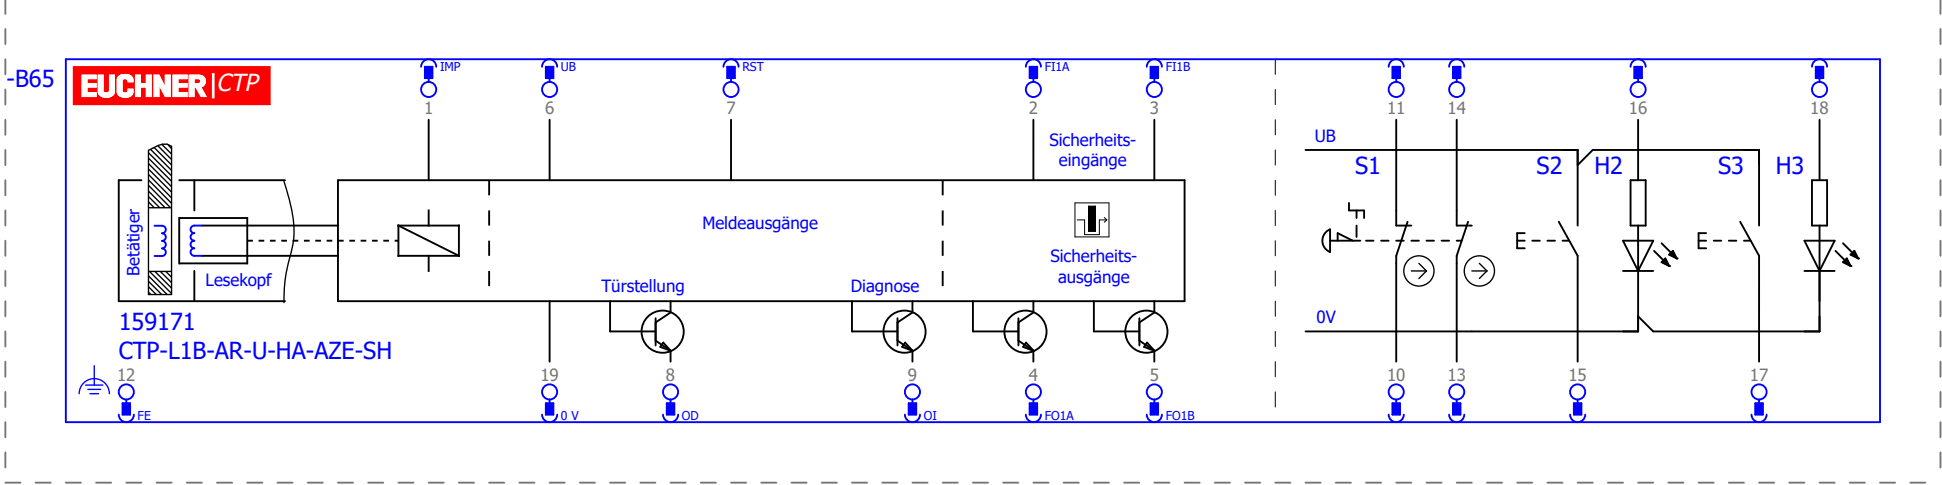 -B65
EUCHNER|CTP
IMP
UB
RST
FI1A
FI1B
1
6
7
2
3
11
14
16
18
Sicherheits-
eingänge
UB
S1
S2
H2
S3
H3
Betätiger
Lesekopf
Meldeausgänge
Sicherheits-
ausgänge
Türstellung
Diagnose
0V
159171
CTP-L1B-AR-U-HA-AZE-SH
12
19
8
9
4
5
10
13
15
17
FE
0 V
OD
OI
FO1A
FO1B